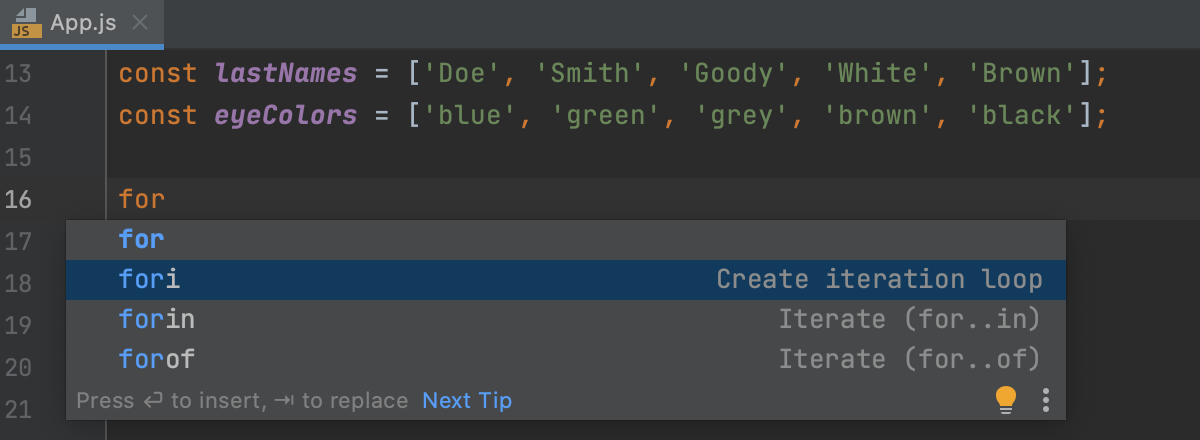 JS App.js
13 const lastNames = ['Doe', 'Smith', 'Goody', 'White', 'Brown'];
14 const eyeColors = ['blue', 'green', 'grey', 'brown', 'black'];
15
16 for
17 for
18 fori Create iteration loop
19 forin Iterate (for..in)
20 forof Iterate (for..of)
21 Press ↩ to insert, ⇥ to replace Next Tip